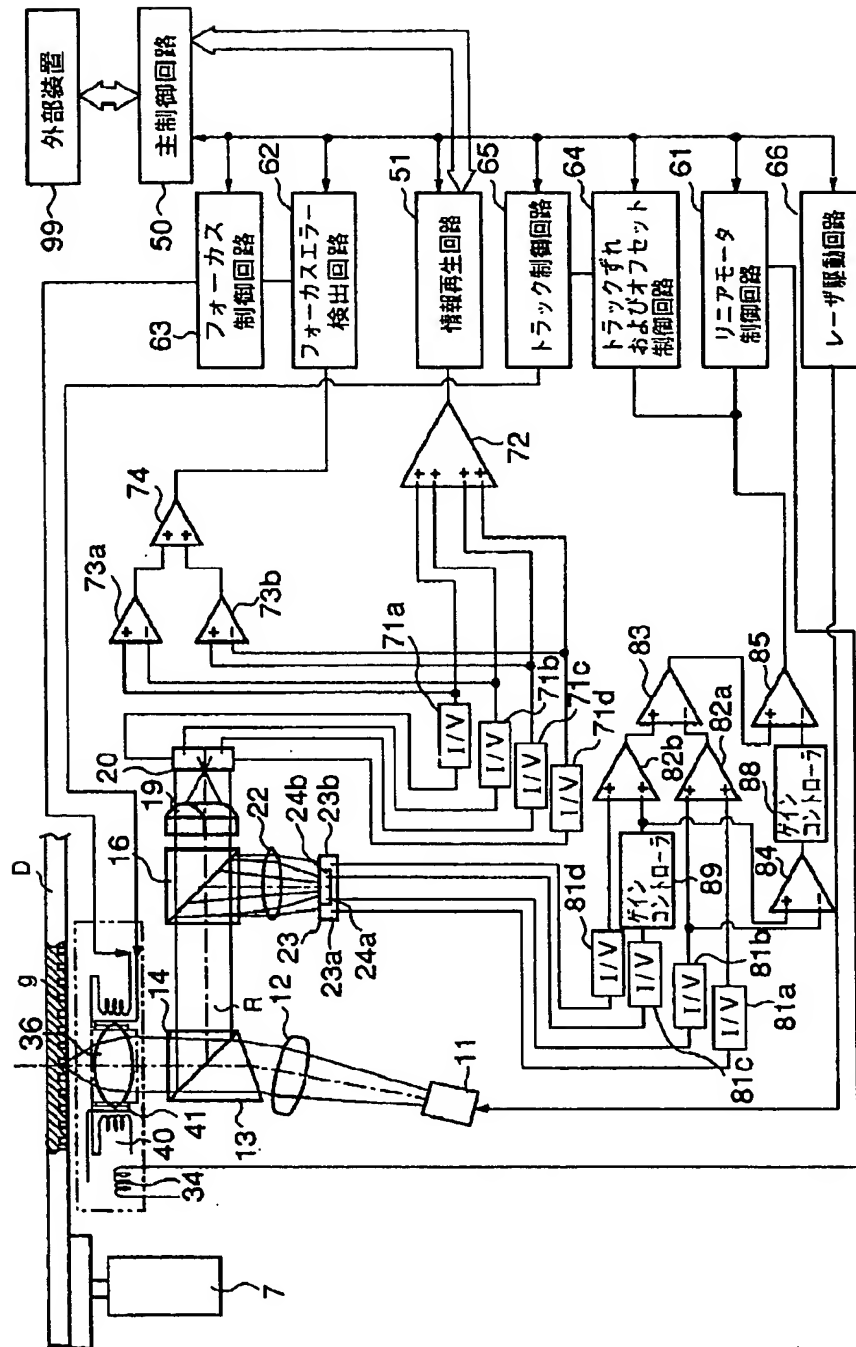 外部装置
99
主制御回路
50
フォーカス
制御回路
63
フォーカスエラー
検出回路
62
情報再生回路
51
トラック制御回路
65
トラックずれ
およびオフセット
制御回路
64
リニアモータ
制御回路
61
レーザ駆動回路
66
74
+
+
73a
+
-
73b
+
-
72
+
+
+
+
71a
I/V
71b
I/V
71c
I/V
71d
I/V
83
+
-
85
+
-
82b
+
-
82a
+
-
88
ゲイン
コントローラ
84
+
-
89
ゲイン
コントローラ
81d
I/V
81c
I/V
81b
I/V
81a
I/V
20
19
16
22
24b
23b
23
23a
24a
D
9
36
14
R
12
11
13
41
40
34
7